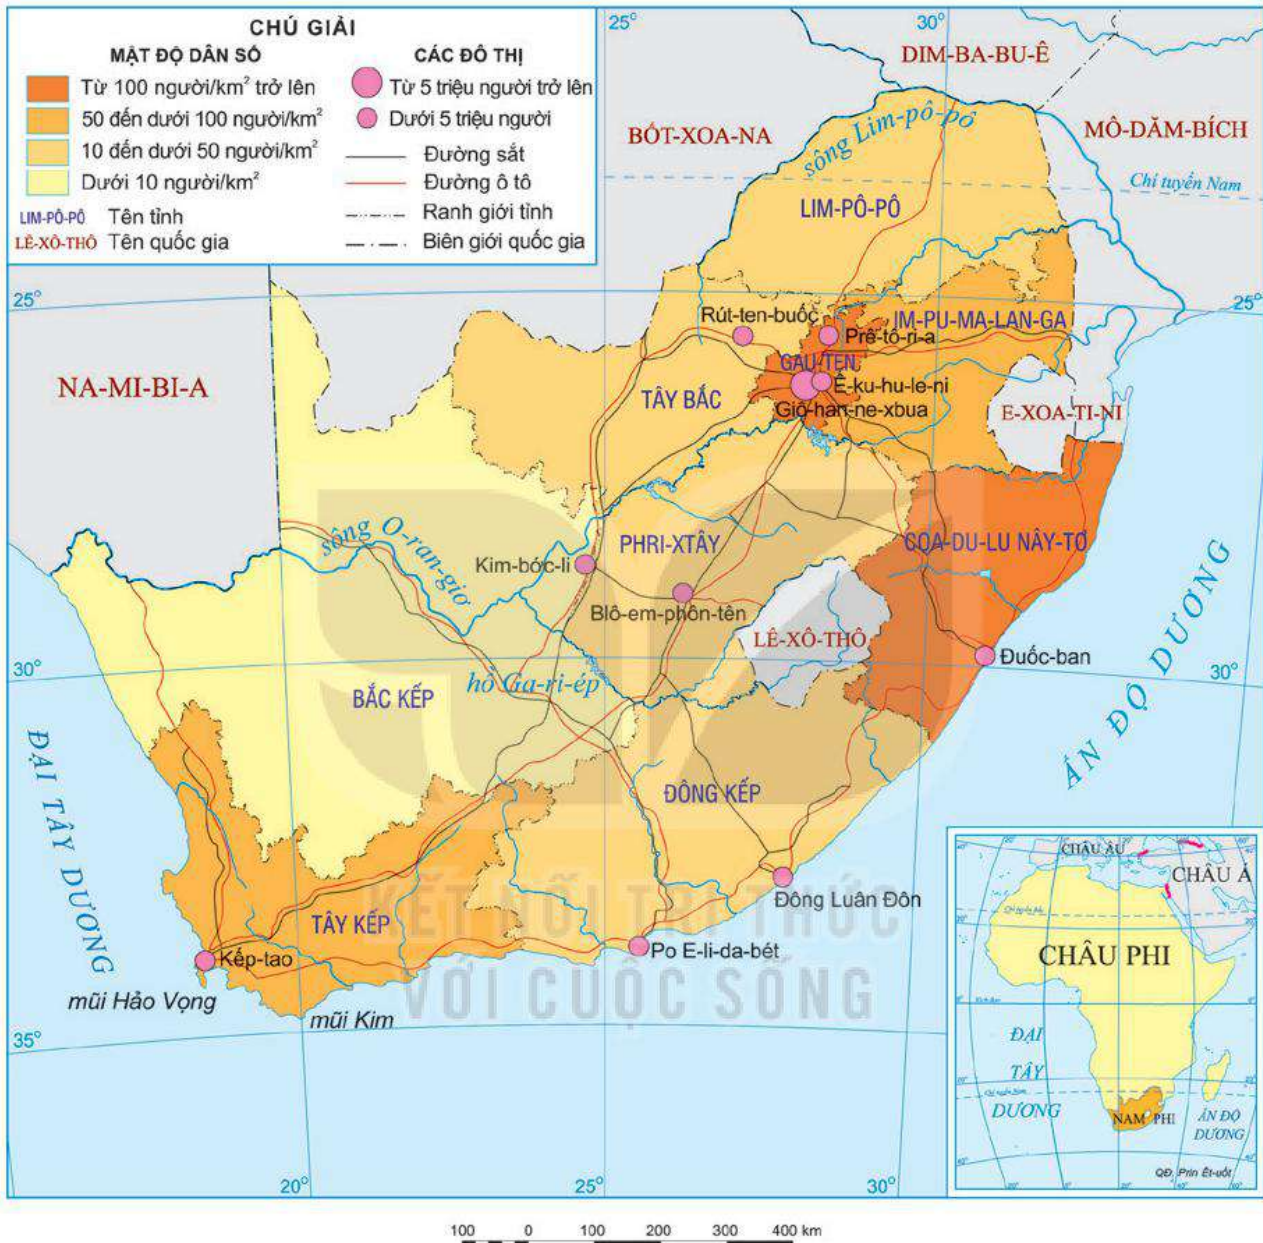 CHÚ GIẢI
MẬT ĐỘ DÂN SỐ
Từ 100 người/km² trở lên
50 đến dưới 100 người/km²
10 đến dưới 50 người/km²
Dưới 10 người/km²
LIM-PÔ-PÔ Tên tỉnh
LÊ-XÔ-THÔ Tên quốc gia
CÁC ĐÔ THỊ
Từ 5 triệu người trở lên
Dưới 5 triệu người
Đường sắt
Đường ô tô
Ranh giới tỉnh
Biên giới quốc gia
25°
30°
DIM-BA-BU-Ê
BỐT-XOA-NA
sông Lim-pô-pô
MÔ-DĂM-BÍCH
Chí tuyến Nam
LIM-PÔ-PÔ
25°
25°
Rút-ten-buốc
IM-PU-MA-LAN-GA
Prê-tô-ri-a
GAU-TEN
NA-MI-BI-A
TÂY BẮC
Ê-ku-hu-le-ni
Giô-han-ne-xbua
E-XOA-TI-NI
sông O-ran-giơ
PHRI-XTÂY
COA-DU-LU NÂY-TƠ
Kim-bớc-li
Blô-em-phôn-tên
LÊ-XÔ-THÔ
Đuốc-ban
30°
30°
hồ Ga-ri-ép
BẮC KẾP
ẤN ĐỘ DƯƠNG
ĐẠI TÂY DƯƠNG
ĐÔNG KẾP
Đông Luân Đôn
KẾT NỐI TRI THỨC
VỚI CUỘC SỐNG
TÂY KẾP
Po E-li-da-bét
Kếp-tao
mũi Hảo Vọng
mũi Kim
35°
20°
25°
30°
CHÂU ÂU
CHÂU Á
CHÂU PHI
ĐẠI
TÂY
DƯƠNG
NAM PHI
ẤN ĐỘ
DƯƠNG
QĐ. Prin Ét-uốt
100 0 100 200 300 400 km